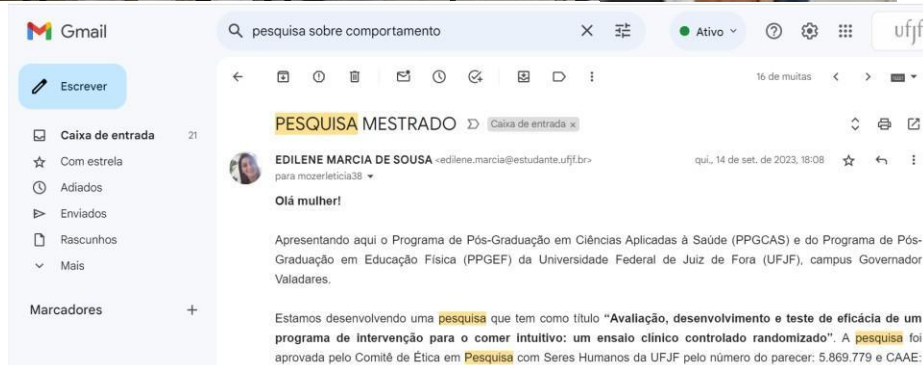 Gmail
pesquisa sobre comportamento
Ativo
ufjf
Escrever
16 de muitas
Caixa de entrada 21
Com estrela
Adiados
Enviados
Rascunhos
Mais
Marcadores
PESQUISA MESTRADO Caixa de entrada x
EDILENE MARCIA DE SOUSA <edilene.marcia@estudante.ufjf.br> qui., 14 de set. de 2023, 18:08
para mozerleticia38
Olá mulher!
Apresentando aqui o Programa de Pós-Graduação em Ciências Aplicadas à Saúde (PPGCAS) e do Programa de Pós-
Graduação em Educação Física (PPGEF) da Universidade Federal de Juiz de Fora (UFJF), campus Governador
Valadares.
Estamos desenvolvendo uma pesquisa que tem como título “Avaliação, desenvolvimento e teste de eficácia de um
programa de intervenção para o comer intuitivo: um ensaio clínico controlado randomizado”. A pesquisa foi
aprovada pelo Comitê de Ética em Pesquisa com Seres Humanos da UFJF pelo número do parecer: 5.869.779 e CAAE: